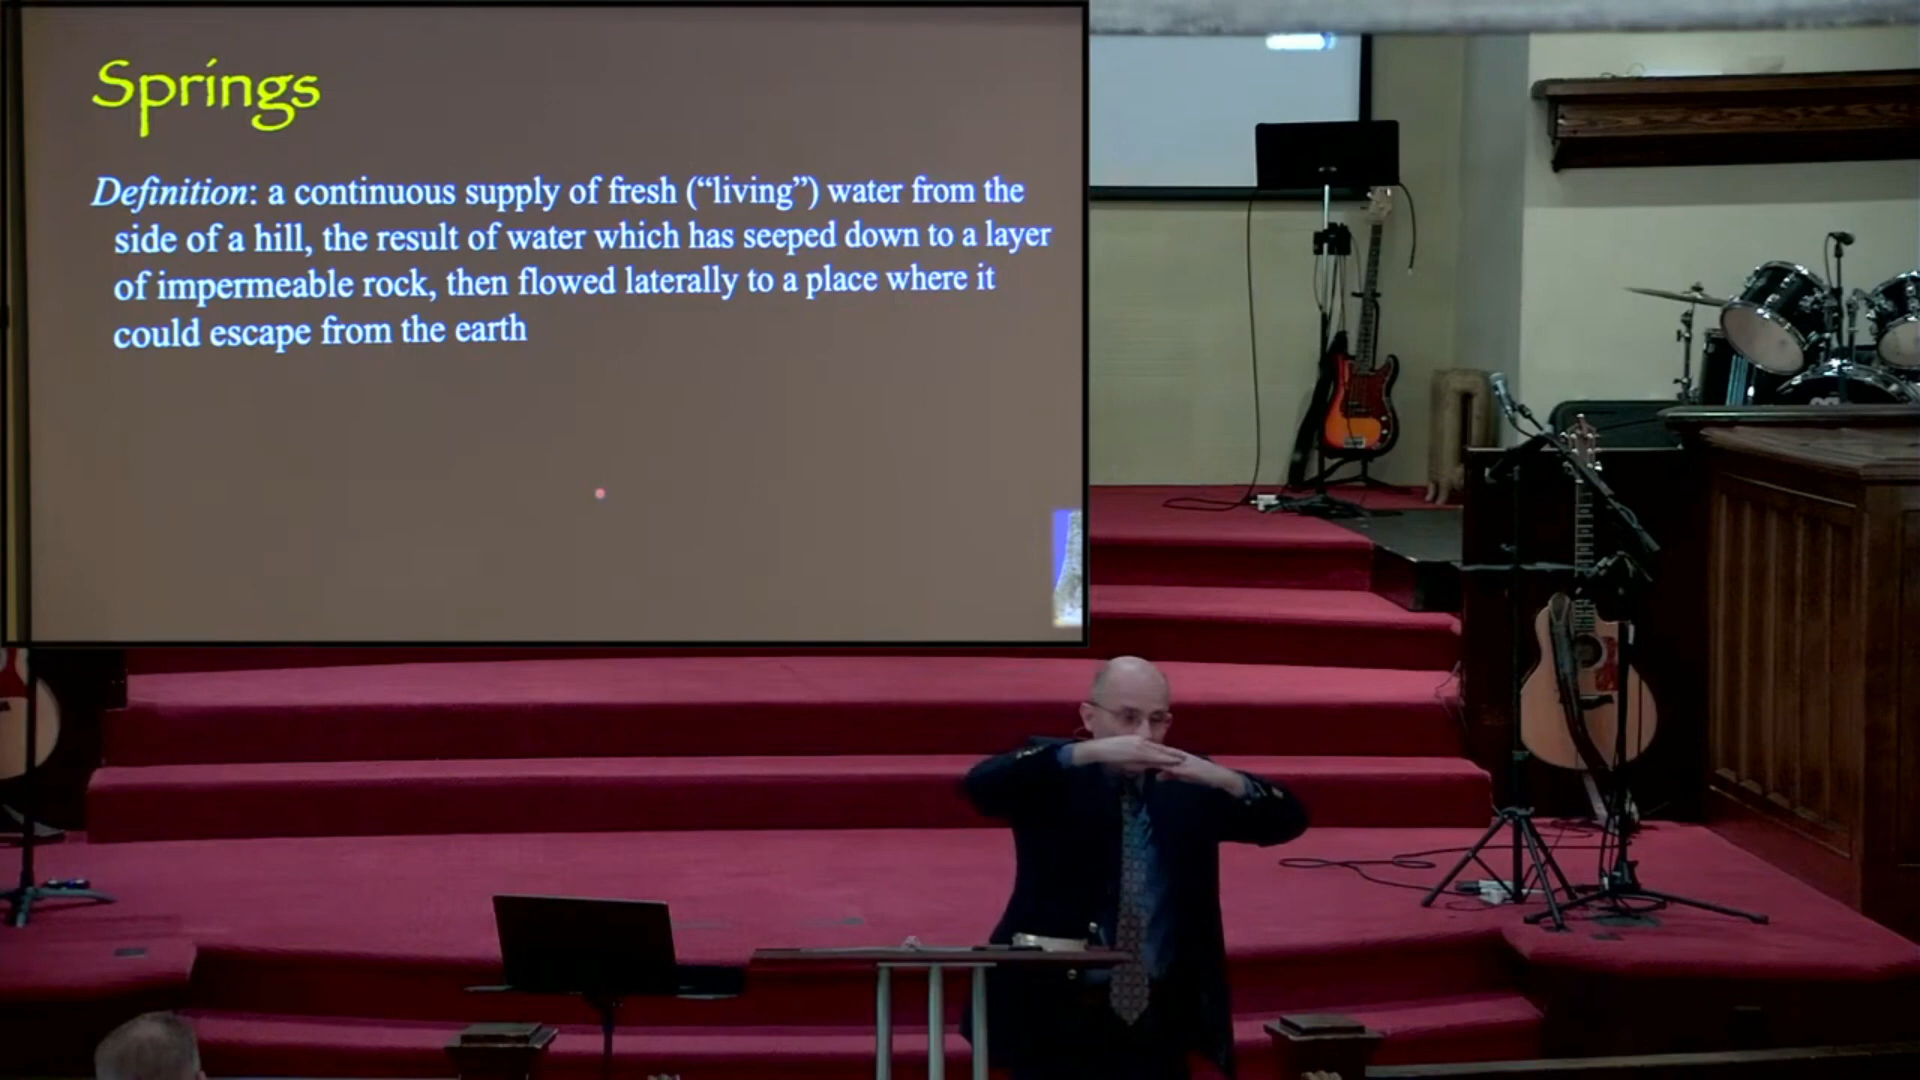 Springs
Definition: a continuous supply of fresh (“living”) water from the
side of a hill, the result of water which has seeped down to a layer
of impermeable rock, then flowed laterally to a place where it
could escape from the earth